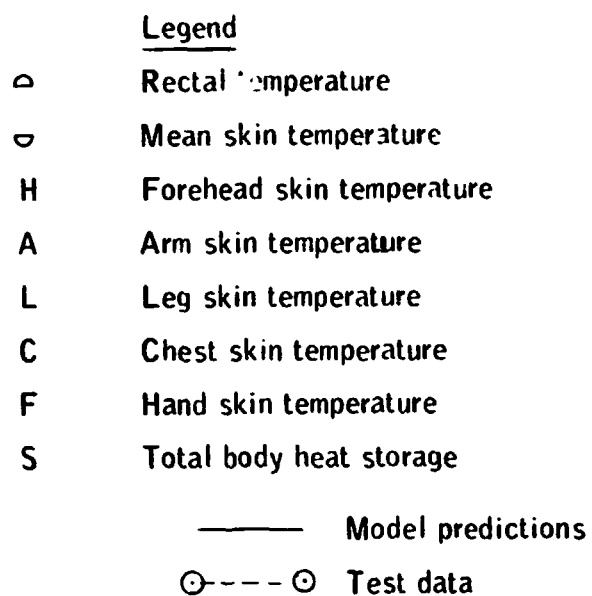 Legend
Rectal temperature
Mean skin temperature
H Forehead skin temperature
A Arm skin temperature
L Leg skin temperature
C Chest skin temperature
F Hand skin temperature
S Total body heat storage
Model predictions
Test data